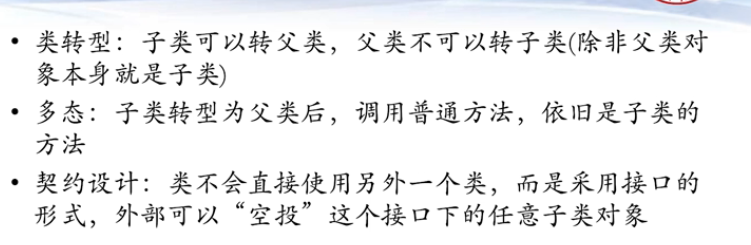 • 类转型：子类可以转父类，父类不可以转子类(除非父类对
象本身就是子类)
• 多态：子类转型为父类后，调用普通方法，依旧是子类的
方法
• 契约设计：类不会直接使用另外一个类，而是采用接口的
形式，外部可以“空投”这个接口下的任意子类对象